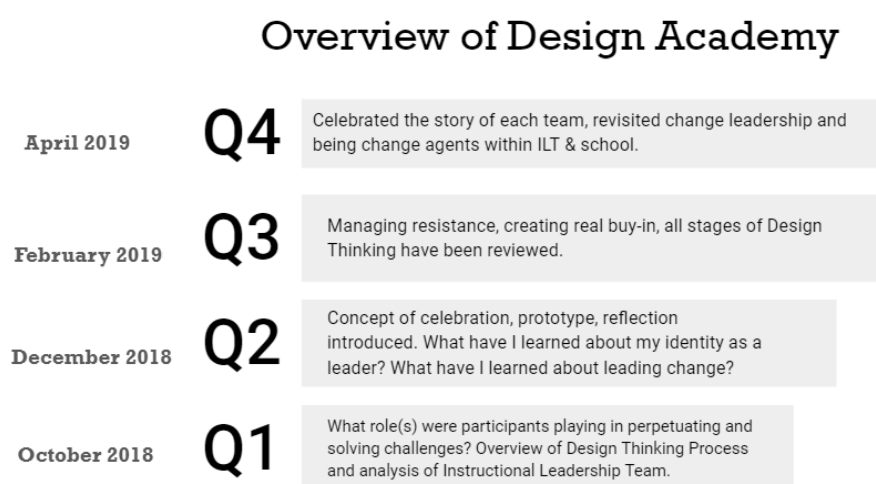 Overview of Design Academy
April 2019
Q4
Celebrated the story of each team, revisited change leadership and
being change agents within ILT & school.
February 2019
Q3
Managing resistance, creating real buy-in, all stages of Design
Thinking have been reviewed.
December 2018
Q2
Concept of celebration, prototype, reflection
introduced. What have I learned about my identity as a
leader? What have I learned about leading change?
October 2018
Q1
What role(s) were participants playing in perpetuating and
solving challenges? Overview of Design Thinking Process
and analysis of Instructional Leadership Team.